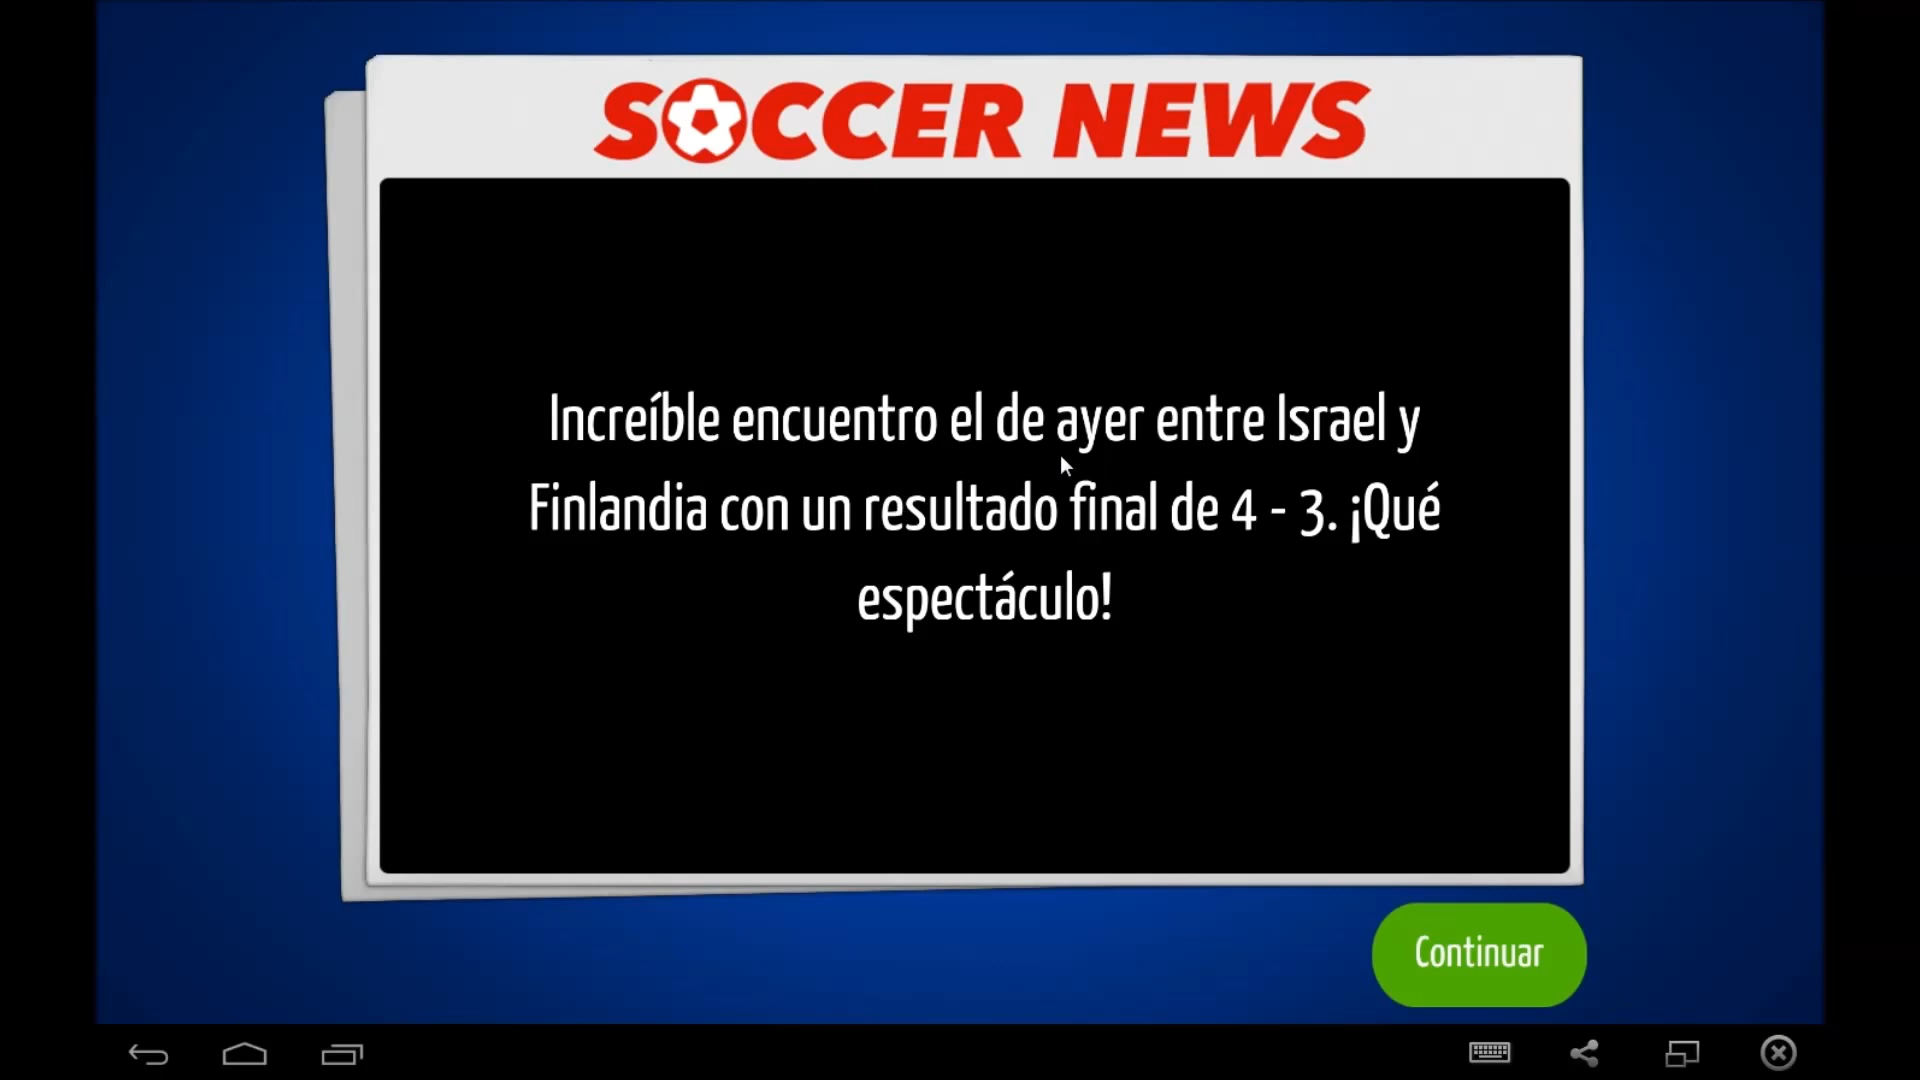 SOCCER NEWS
Increíble encuentro el de ayer entre Israel y
Finlandia con un resultado final de 4 - 3. ¡Qué
espectáculo!
Continuar